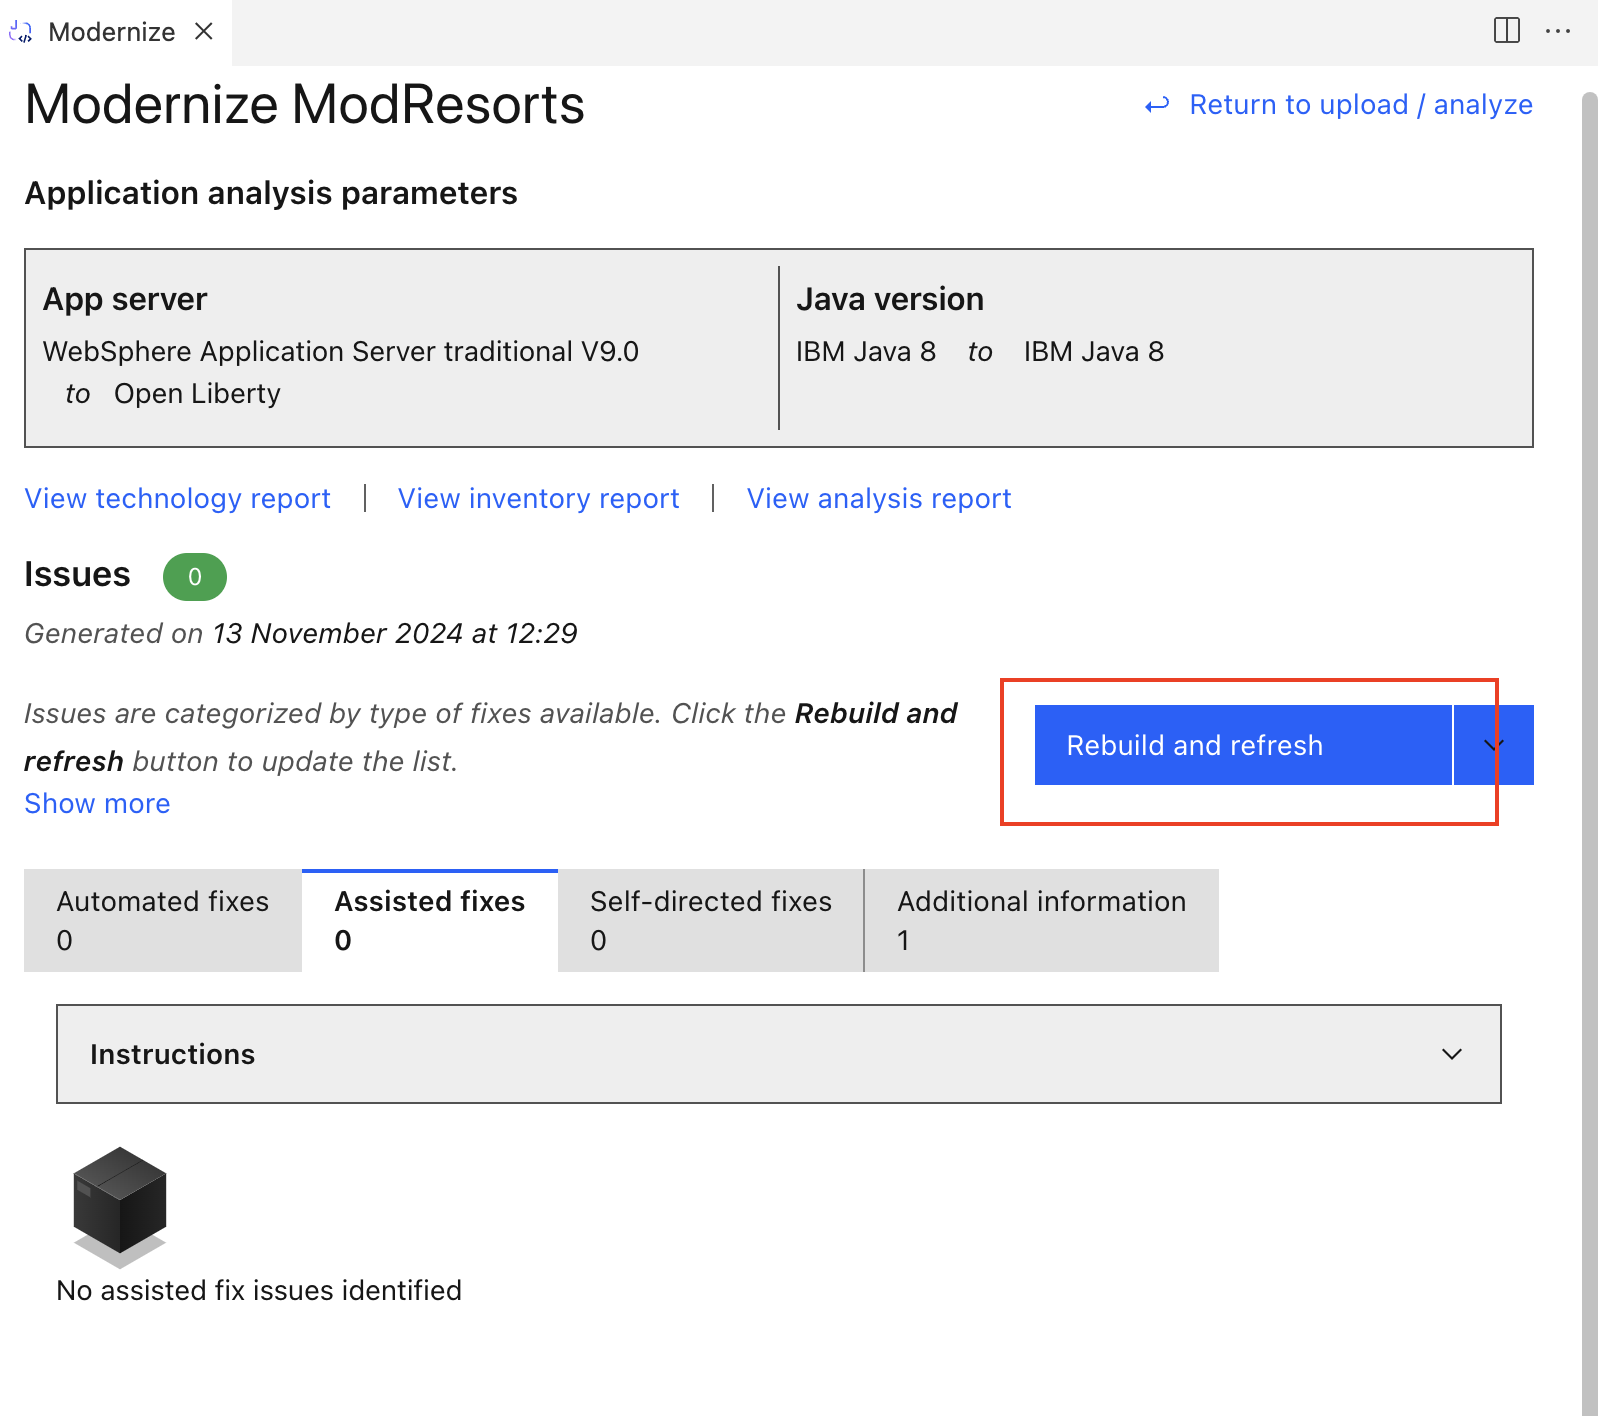 Modernize
Modernize ModResorts
Return to upload / analyze
Application analysis parameters
App server
WebSphere Application Server traditional V9.0
to Open Liberty
Java version
IBM Java 8 to IBM Java 8
View technology report | View inventory report | View analysis report
Issues 0
Generated on 13 November 2024 at 12:29
Issues are categorized by type of fixes available. Click the Rebuild and
refresh button to update the list.
Show more
Rebuild and refresh
Automated fixes
0
Assisted fixes
0
Self-directed fixes
0
Additional information
1
Instructions
No assisted fix issues identified